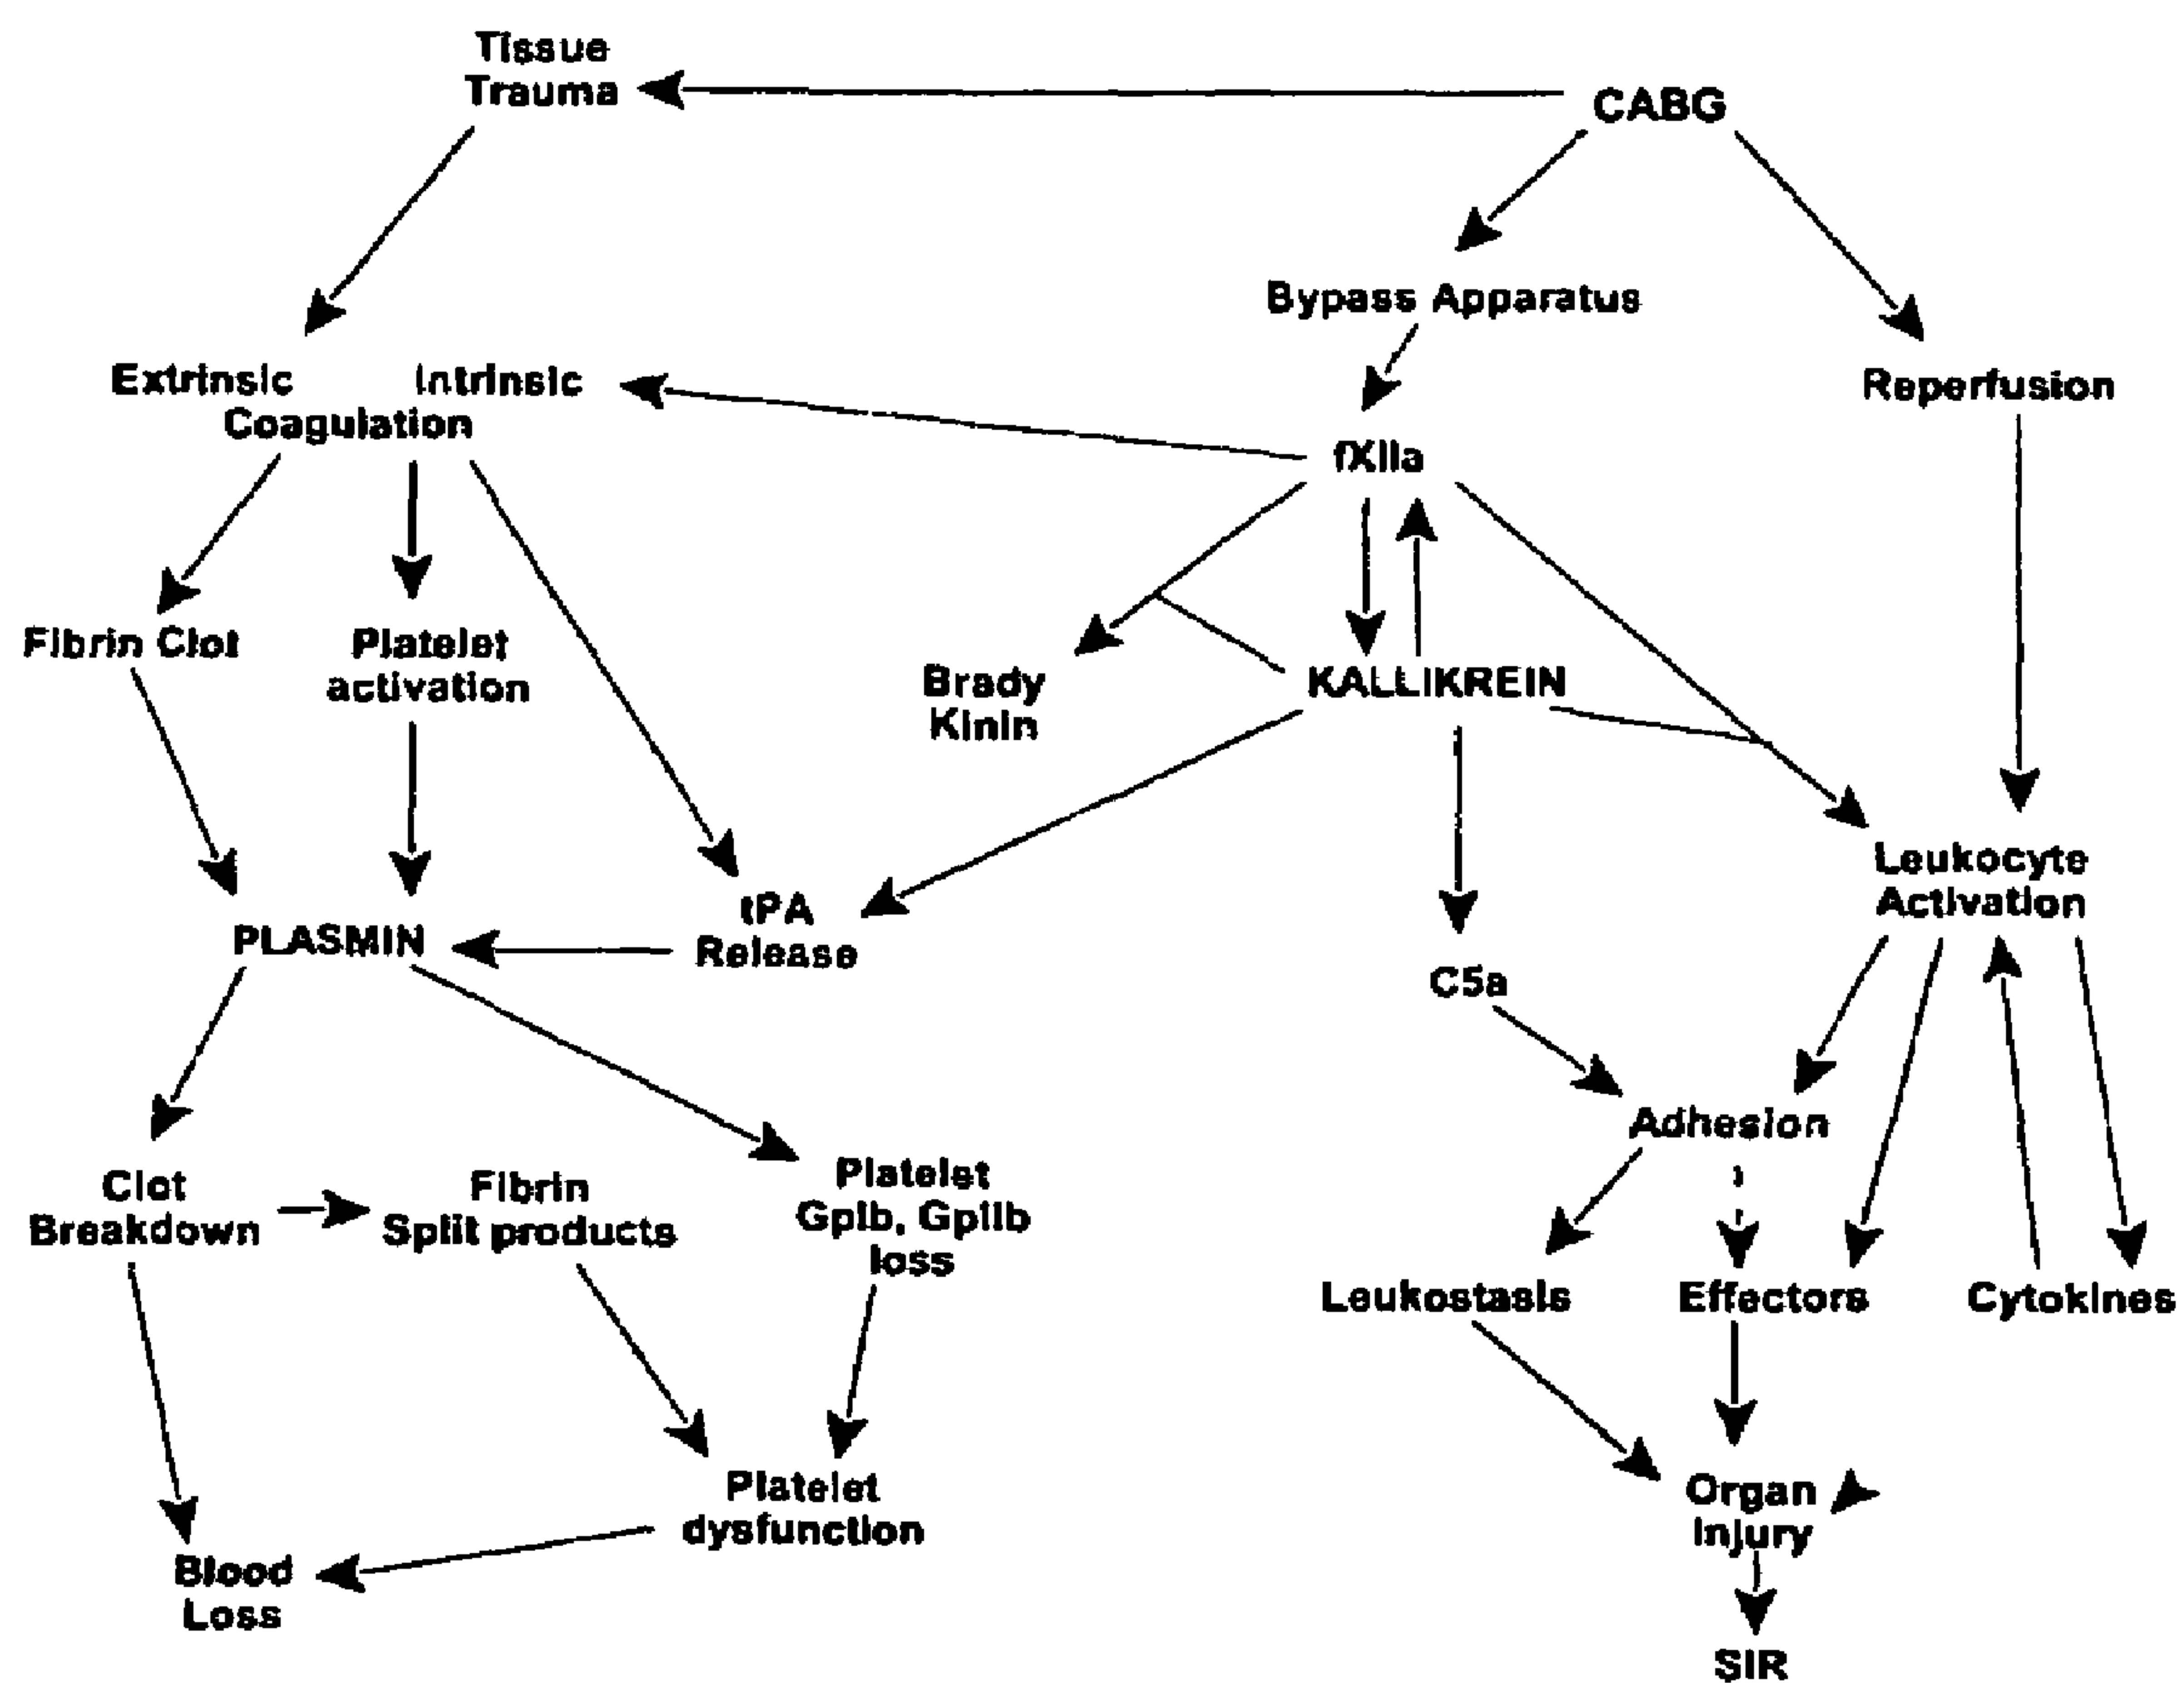 Tissue
Trauma
CABG
Bypass Apparatus
Extrinsic Intrinsic
Coagulation
Reperfusion
fXIIa
Fibrin Clot
Platelet
activation
Brady
Kinin
KALLIKREIN
Leukocyte
Activation
tPA
Release
PLASMIN
C5a
Adhesion
Clot
Breakdown
Fibrin
Split products
Platelet
GpIb, GpIIb
loss
Leukostasis
Effectors
Cytokines
Platelet
dysfunction
Organ
Injury
Blood
Loss
SIR